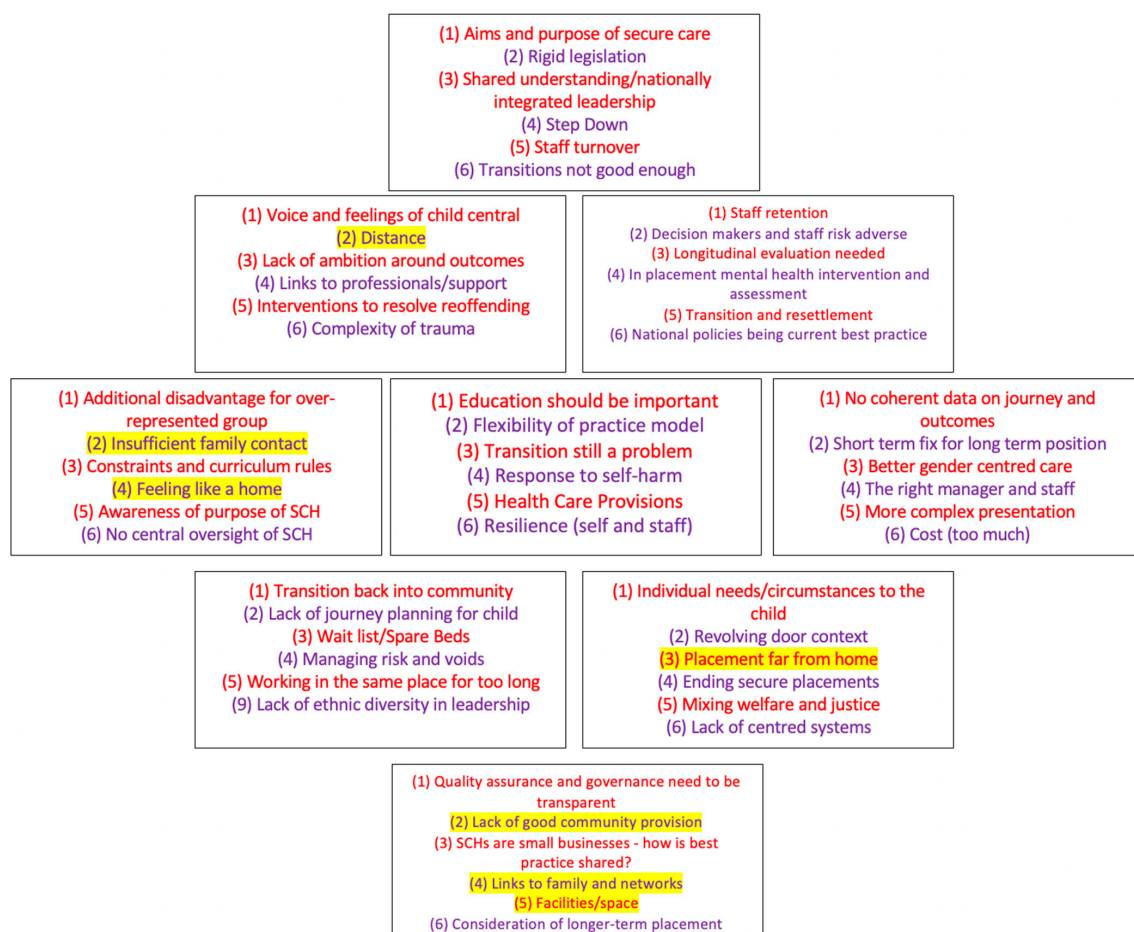 (1) Aims and purpose of secure care
(2) Rigid legislation
(3) Shared understanding/nationally
integrated leadership
(4) Step Down
(5) Staff turnover
(6) Transitions not good enough
(1) Voice and feelings of child central
(2) Distance
(3) Lack of ambition around outcomes
(4) Links to professionals/support
(5) Interventions to resolve reoffending
(6) Complexity of trauma
(1) Staff retention
(2) Decision makers and staff risk adverse
(3) Longitudinal evaluation needed
(4) In placement mental health intervention and
assessment
(5) Transition and resettlement
(6) National policies being current best practice
(1) Additional disadvantage for over-
represented group
(2) Insufficient family contact
(3) Constraints and curriculum rules
(4) Feeling like a home
(5) Awareness of purpose of SCH
(6) No central oversight of SCH
(1) Education should be important
(2) Flexibility of practice model
(3) Transition still a problem
(4) Response to self-harm
(5) Health Care Provisions
(6) Resilience (self and staff)
(1) No coherent data on journey and
outcomes
(2) Short term fix for long term position
(3) Better gender centred care
(4) The right manager and staff
(5) More complex presentation
(6) Cost (too much)
(1) Transition back into community
(2) Lack of journey planning for child
(3) Wait list/Spare Beds
(4) Managing risk and voids
(5) Working in the same place for too long
(9) Lack of ethnic diversity in leadership
(1) Individual needs/circumstances to the
child
(2) Revolving door context
(3) Placement far from home
(4) Ending secure placements
(5) Mixing welfare and justice
(6) Lack of centred systems
(1) Quality assurance and governance need to be
transparent
(2) Lack of good community provision
(3) SCHs are small businesses - how is best
practice shared?
(4) Links to family and networks
(5) Facilities/space
(6) Consideration of longer-term placement